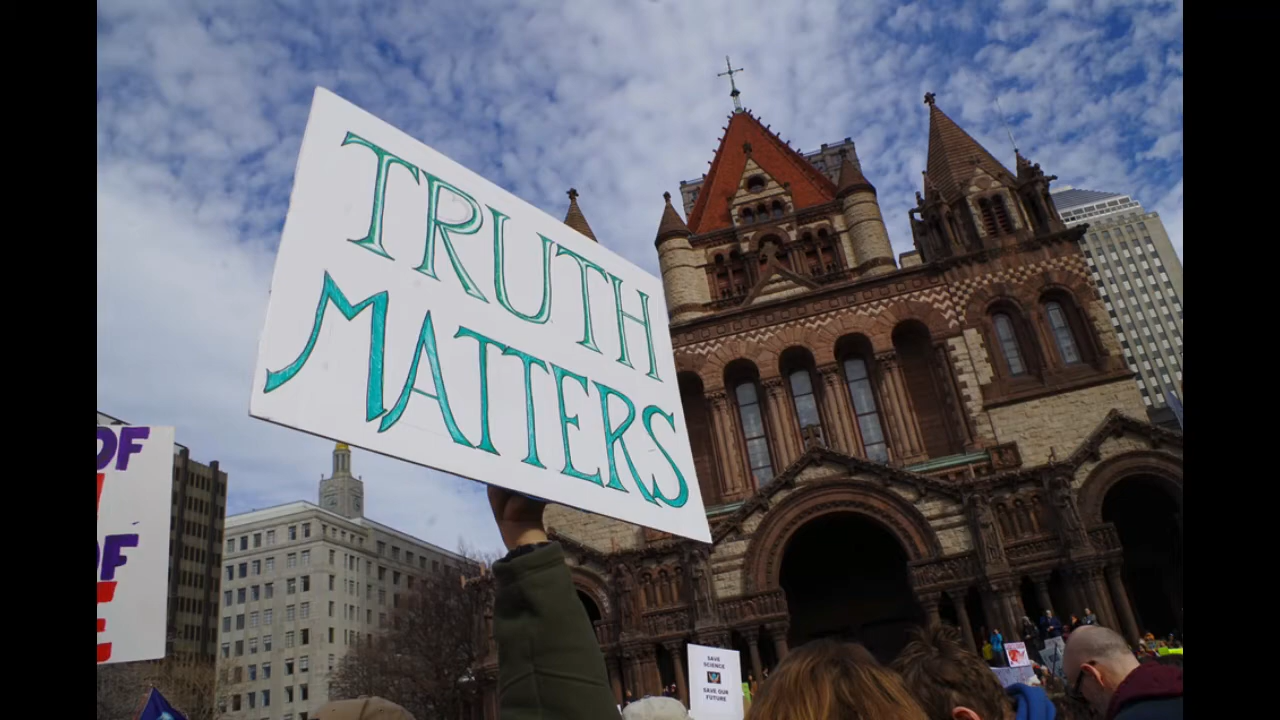 TRUTH
MATTERS
OF
OF
SAVE
SCIENCE
SAVE OUR
FUTURE